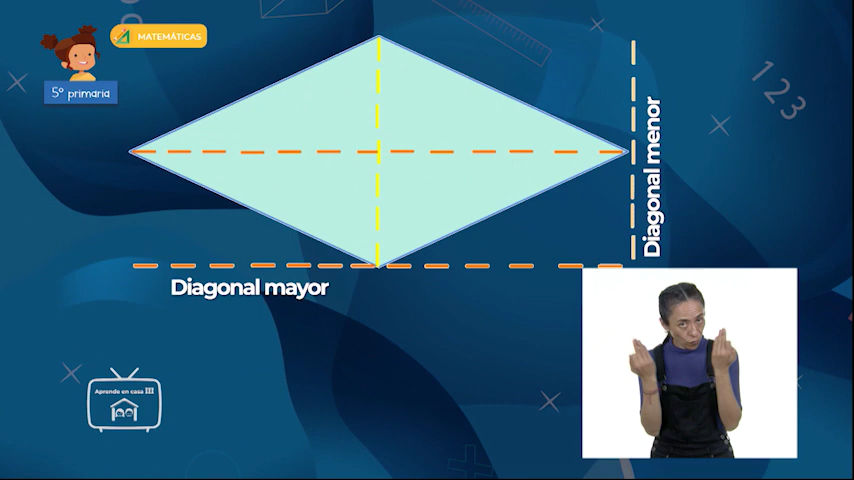 MATEMÁTICAS
5° primaria
123
Diagonal menor
Diagonal mayor
Aprende en casa III